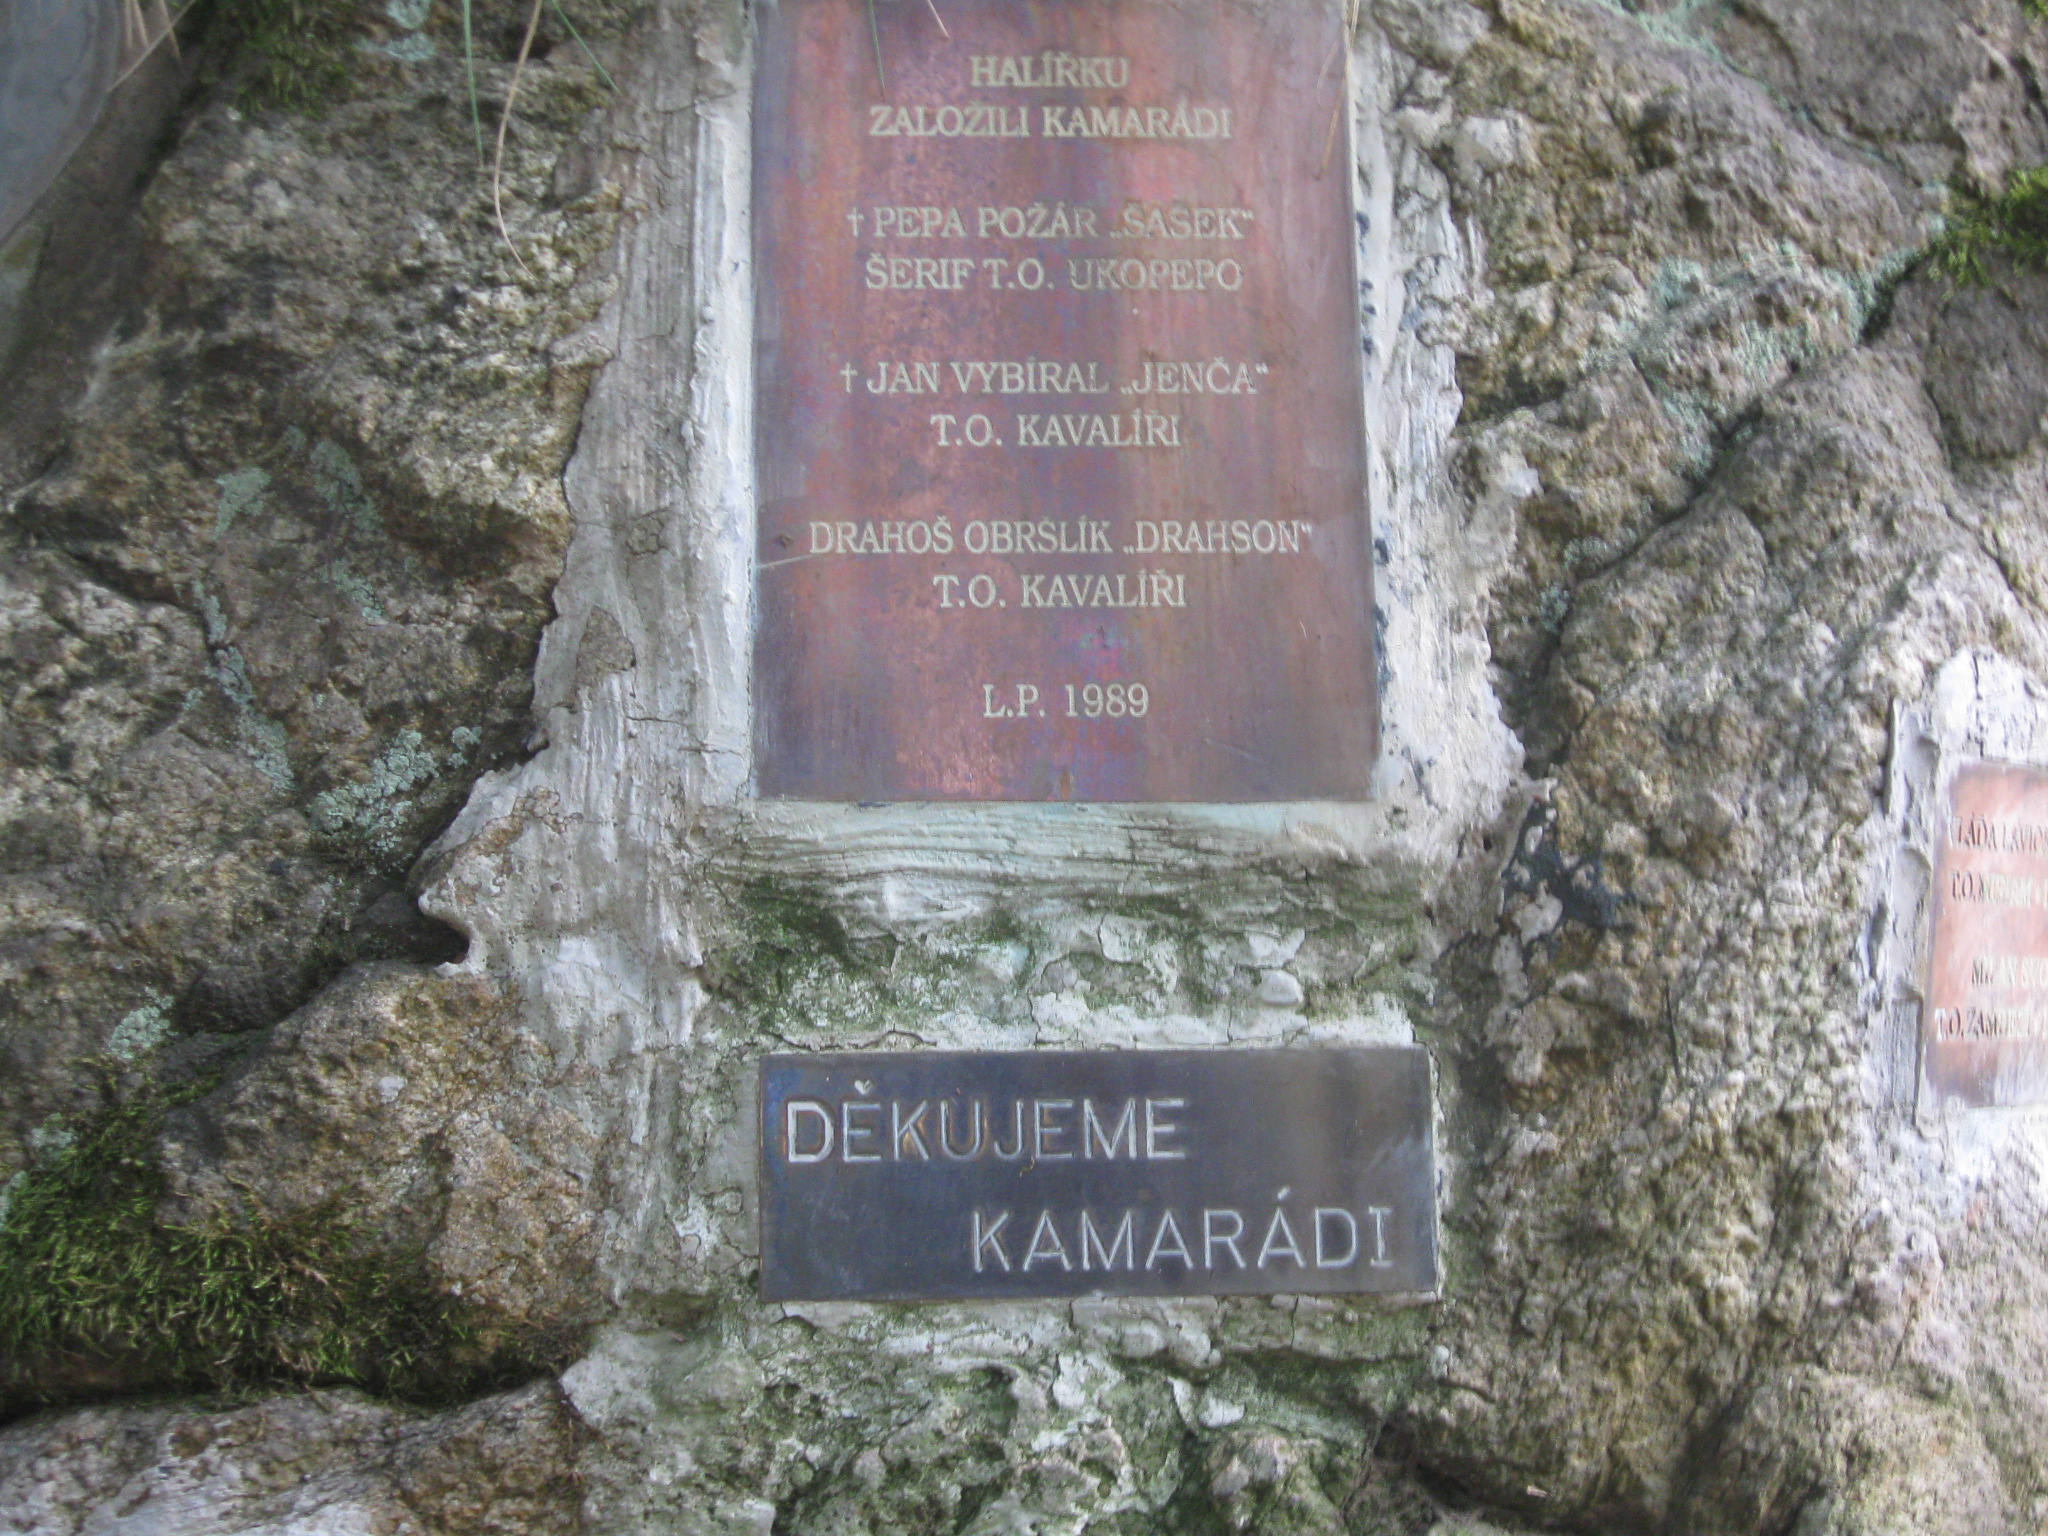 HALÍŘKU
ZALOŽILI KAMARÁDI
† PEPA POŽÁR „ŠAŠEK“
ŠERIF T.O. UKOPEPO
† JAN VYBÍRAL „JENČA“
T.O. KAVALÍŘI
DRAHOŠ OBRŠLÍK „DRAHSON“
T.O. KAVALÍŘI
L.P. 1989
DĚKUJEME
KAMARÁDI
T.O.
T.O.